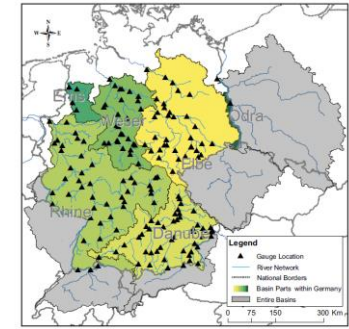 N
W E
S
Ems
Weser
Odra
Elbe
Rhine
Danube
Legend
Gauge Location
River Network
National Borders
Basin Parts within Germany
Entire Basins
0 75 150 300 Km